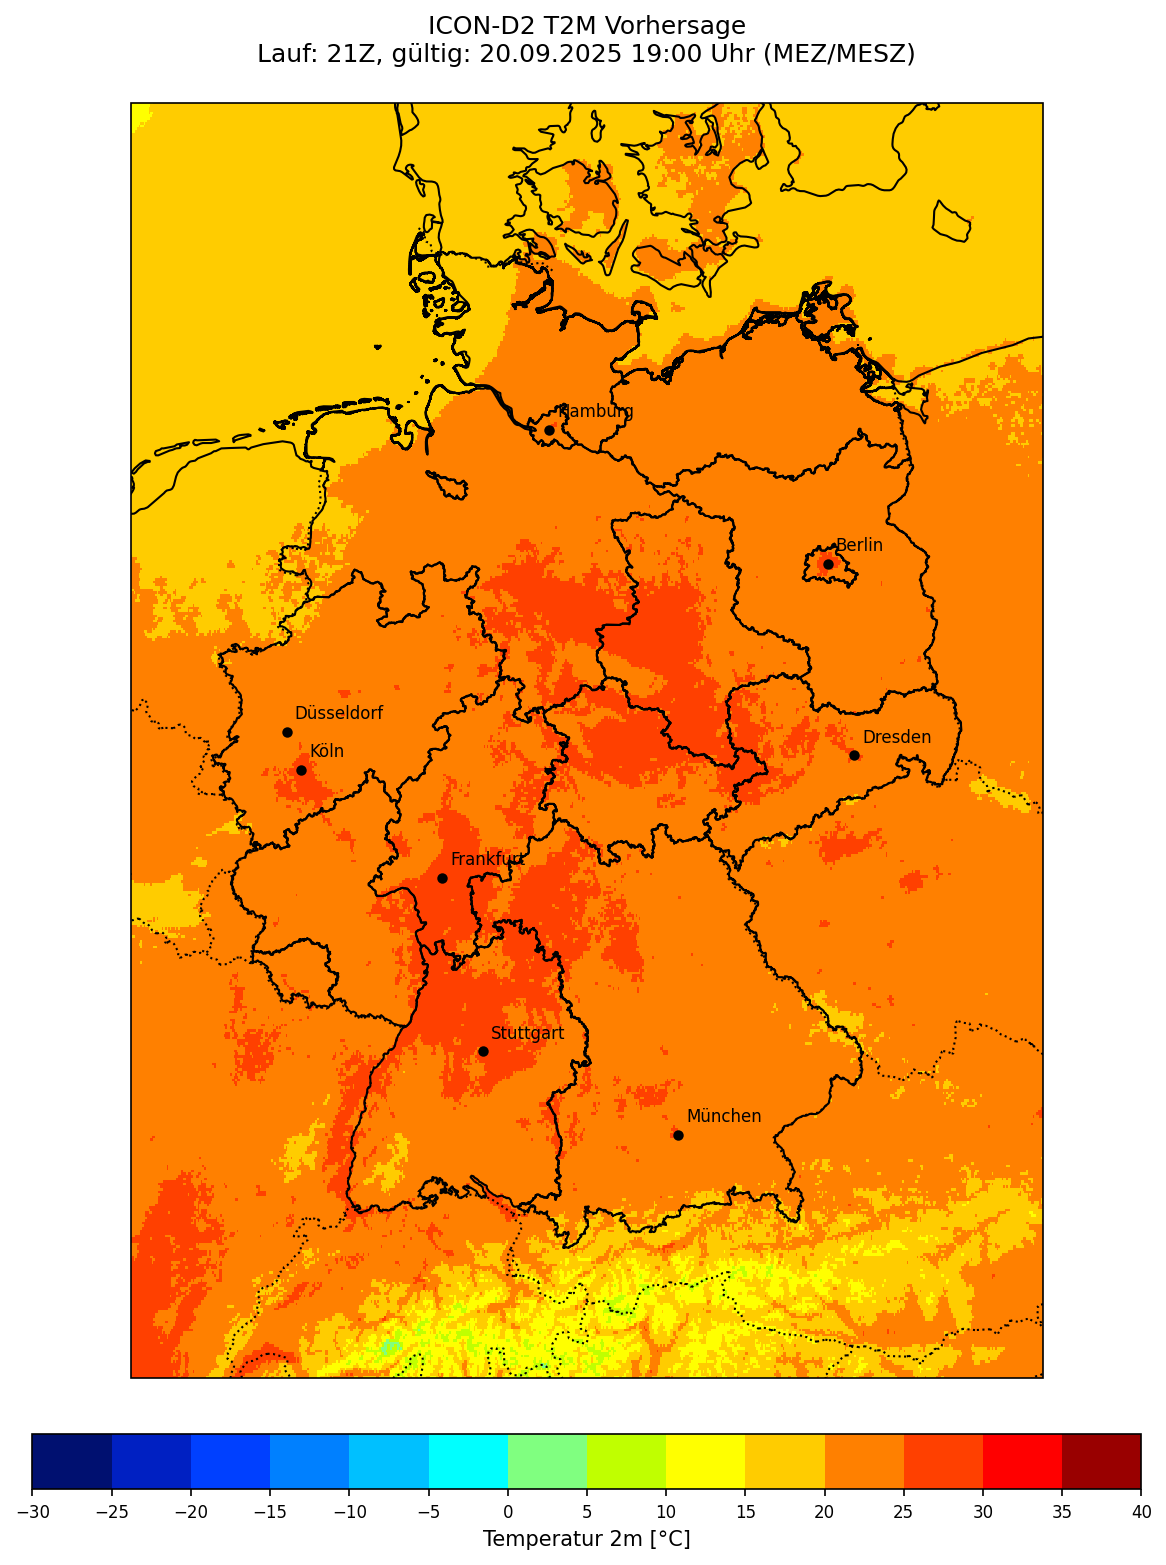 ICON-D2 T2M Vorhersage
Lauf: 21Z, gültig: 20.09.2025 19:00 Uhr (MEZ/MESZ)
Hamburg
Berlin
Düsseldorf
Dresden
Köln
Frankfurt
Stuttgart
München
−30 −25 −20 −15 −10 −5 0 5 10 15 20 25 30 35 40
Temperatur 2m [°C]